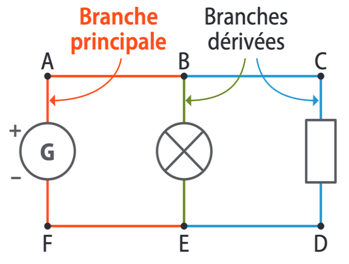 Branche
principale
Branches
dérivées
A
B
C
+
G
–
F
E
D